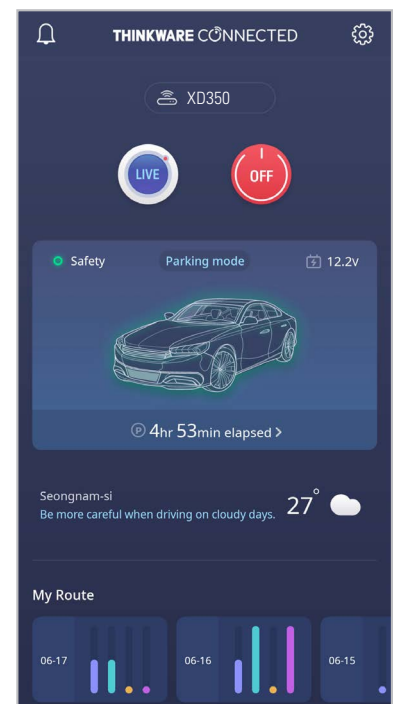 THINKWARE CONNECTED
XD350
LIVE
OFF
Safety
Parking mode
12.2v
P 4hr 53min elapsed >
Seongnam-si
Be more careful when driving on cloudy days.
27°
My Route
06-17
06-16
06-15